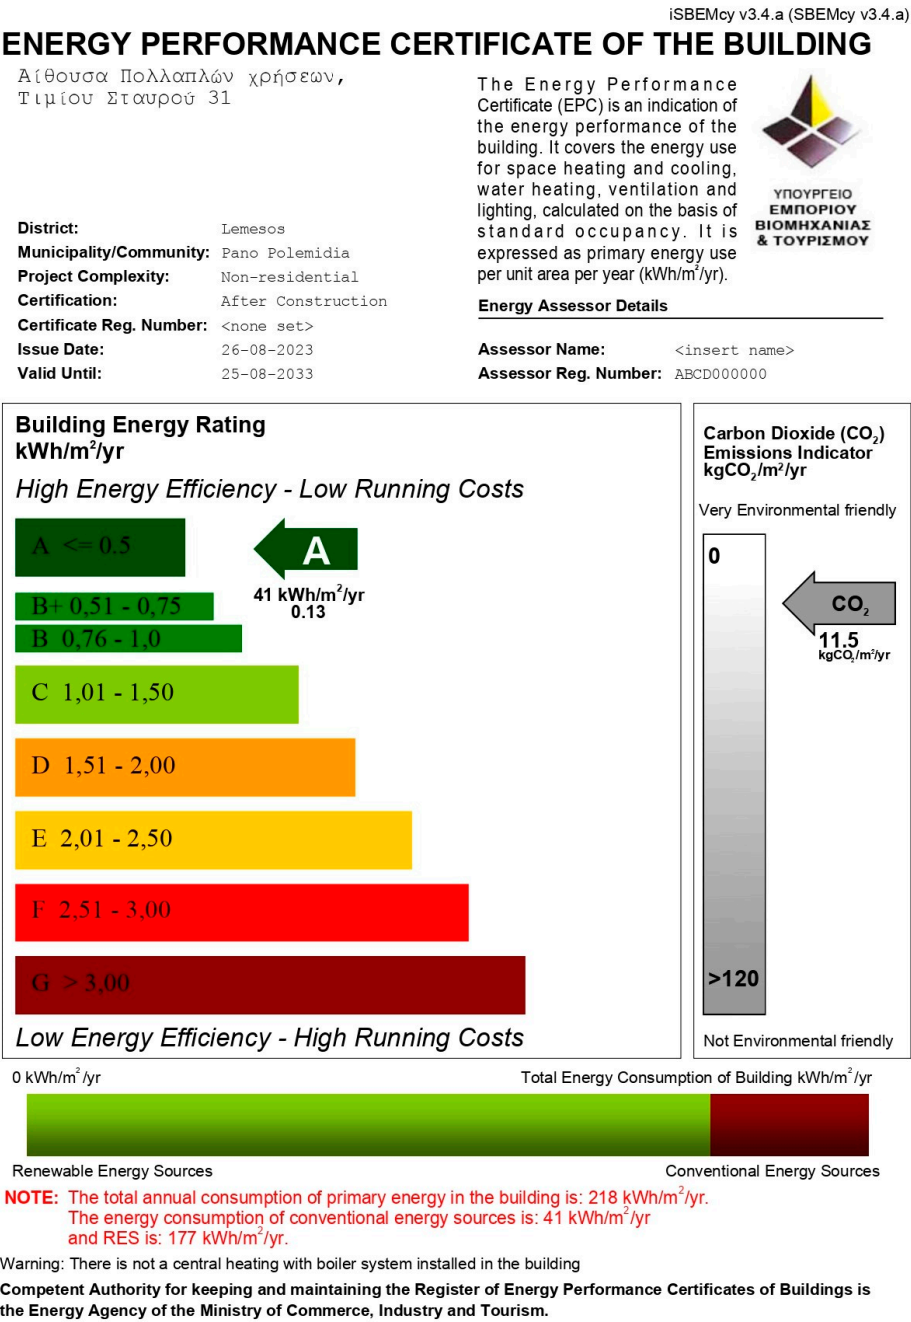 iSBEMcy v3.4.a (SBEMcy v3.4.a)
ENERGY PERFORMANCE CERTIFICATE OF THE BUILDING
Αίθουσα Πολλαπλών χρήσεων,
Τιμίου Σταυρού 31
The Energy Performance
Certificate (EPC) is an indication of
the energy performance of the
building. It covers the energy use
for space heating and cooling,
water heating, ventilation and
lighting, calculated on the basis of
standard occupancy. It is
expressed as primary energy use
per unit area per year (kWh/m²/yr).
ΥΠΟΥΡΓΕΙΟ
ΕΜΠΟΡΙΟΥ
ΒΙΟΜΗΧΑΝΙΑΣ
& ΤΟΥΡΙΣΜΟΥ
District: Lemesos
Municipality/Community: Pano Polemidia
Project Complexity: Non-residential
Certification: After Construction
Certificate Reg. Number: <none set>
Issue Date: 26-08-2023
Valid Until: 25-08-2033
Energy Assessor Details
Assessor Name: <insert name>
Assessor Reg. Number: ABCD000000
Building Energy Rating
kWh/m²/yr
High Energy Efficiency - Low Running Costs
A <= 0.5
A
41 kWh/m²/yr
0.13
B+ 0,51 - 0,75
B 0,76 - 1,0
C 1,01 - 1,50
D 1,51 - 2,00
E 2,01 - 2,50
F 2,51 - 3,00
G > 3,00
Low Energy Efficiency - High Running Costs
Carbon Dioxide (CO₂)
Emissions Indicator
kgCO₂/m²/yr
Very Environmental friendly
0
CO₂
11.5
kgCO₂/m²/yr
>120
Not Environmental friendly
0 kWh/m²/yr
Total Energy Consumption of Building kWh/m²/yr
Renewable Energy Sources
Conventional Energy Sources
NOTE: The total annual consumption of primary energy in the building is: 218 kWh/m²/yr.
The energy consumption of conventional energy sources is: 41 kWh/m²/yr
and RES is: 177 kWh/m²/yr.
Warning: There is not a central heating with boiler system installed in the building
Competent Authority for keeping and maintaining the Register of Energy Performance Certificates of Buildings is
the Energy Agency of the Ministry of Commerce, Industry and Tourism.